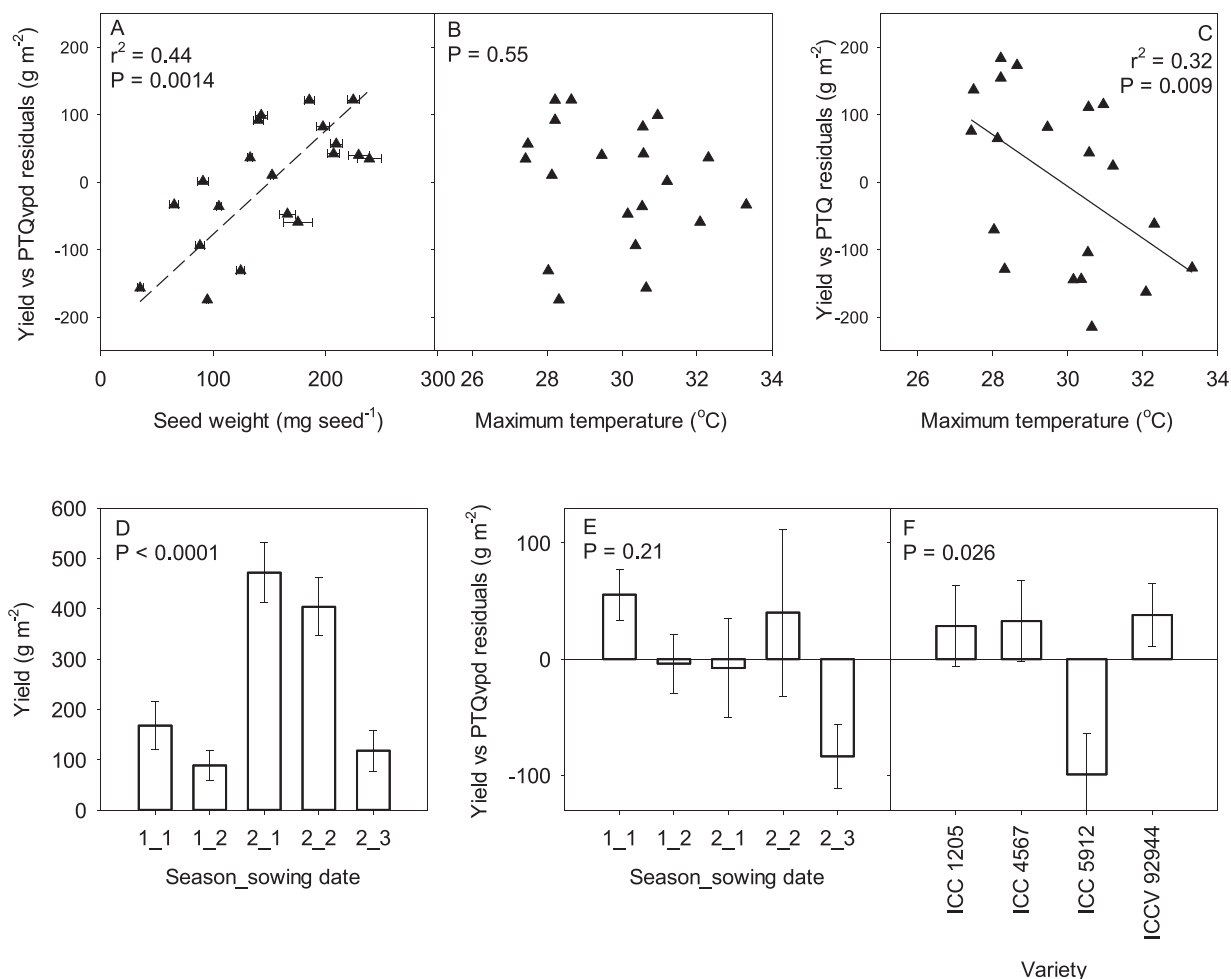 A
r² = 0.44
P = 0.0014
B
P = 0.55
C
r² = 0.32
P = 0.009
Yield vs PTQvpd residuals (g m⁻²)
200
100
0
-100
-200
0
100
200
300
Seed weight (mg seed⁻¹)
26
28
30
32
34
Maximum temperature (°C)
Yield vs PTQ residuals (g m⁻²)
200
100
0
-100
-200
26
28
30
32
34
Maximum temperature (°C)
D
P < 0.0001
Yield (g m⁻²)
600
500
400
300
200
100
0
1_1
1_2
2_1
2_2
2_3
Season_sowing date
E
P = 0.21
F
P = 0.026
Yield vs PTQvpd residuals (g m⁻²)
100
0
-100
1_1
1_2
2_1
2_2
2_3
Season_sowing date
ICC 1205
ICC 4567
ICC 5912
ICCV 92944
Variety